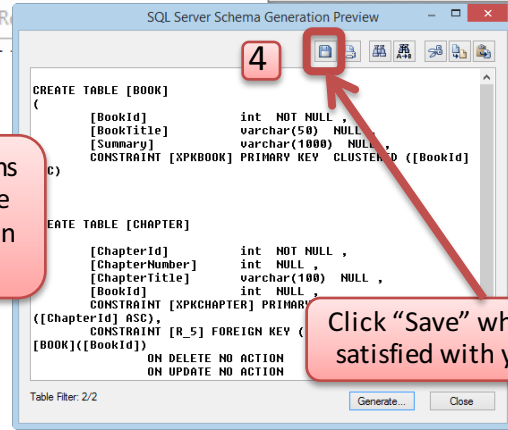 SQL Server Schema Generation Preview
4
CREATE TABLE [BOOK]
(
[BookId] int NOT NULL ,
[BookTitle] varchar(50) NULL ,
[Summary] varchar(1000) NULL ,
CONSTRAINT [XPKBOOK] PRIMARY KEY CLUSTERED ([BookId]
C)
EATE TABLE [CHAPTER]
[ChapterId] int NOT NULL ,
[ChapterNumber] int NULL ,
[ChapterTitle] varchar(100) NULL ,
[BookId] int NULL ,
CONSTRAINT [XPKCHAPTER] PRIMARY
([ChapterId] ASC),
CONSTRAINT [R_5] FOREIGN KEY (
[BOOK]([BookId])
ON DELETE NO ACTION
ON UPDATE NO ACTION
Click “Save” wh
satisfied with y
Table Filter: 2/2
Generate...
Close